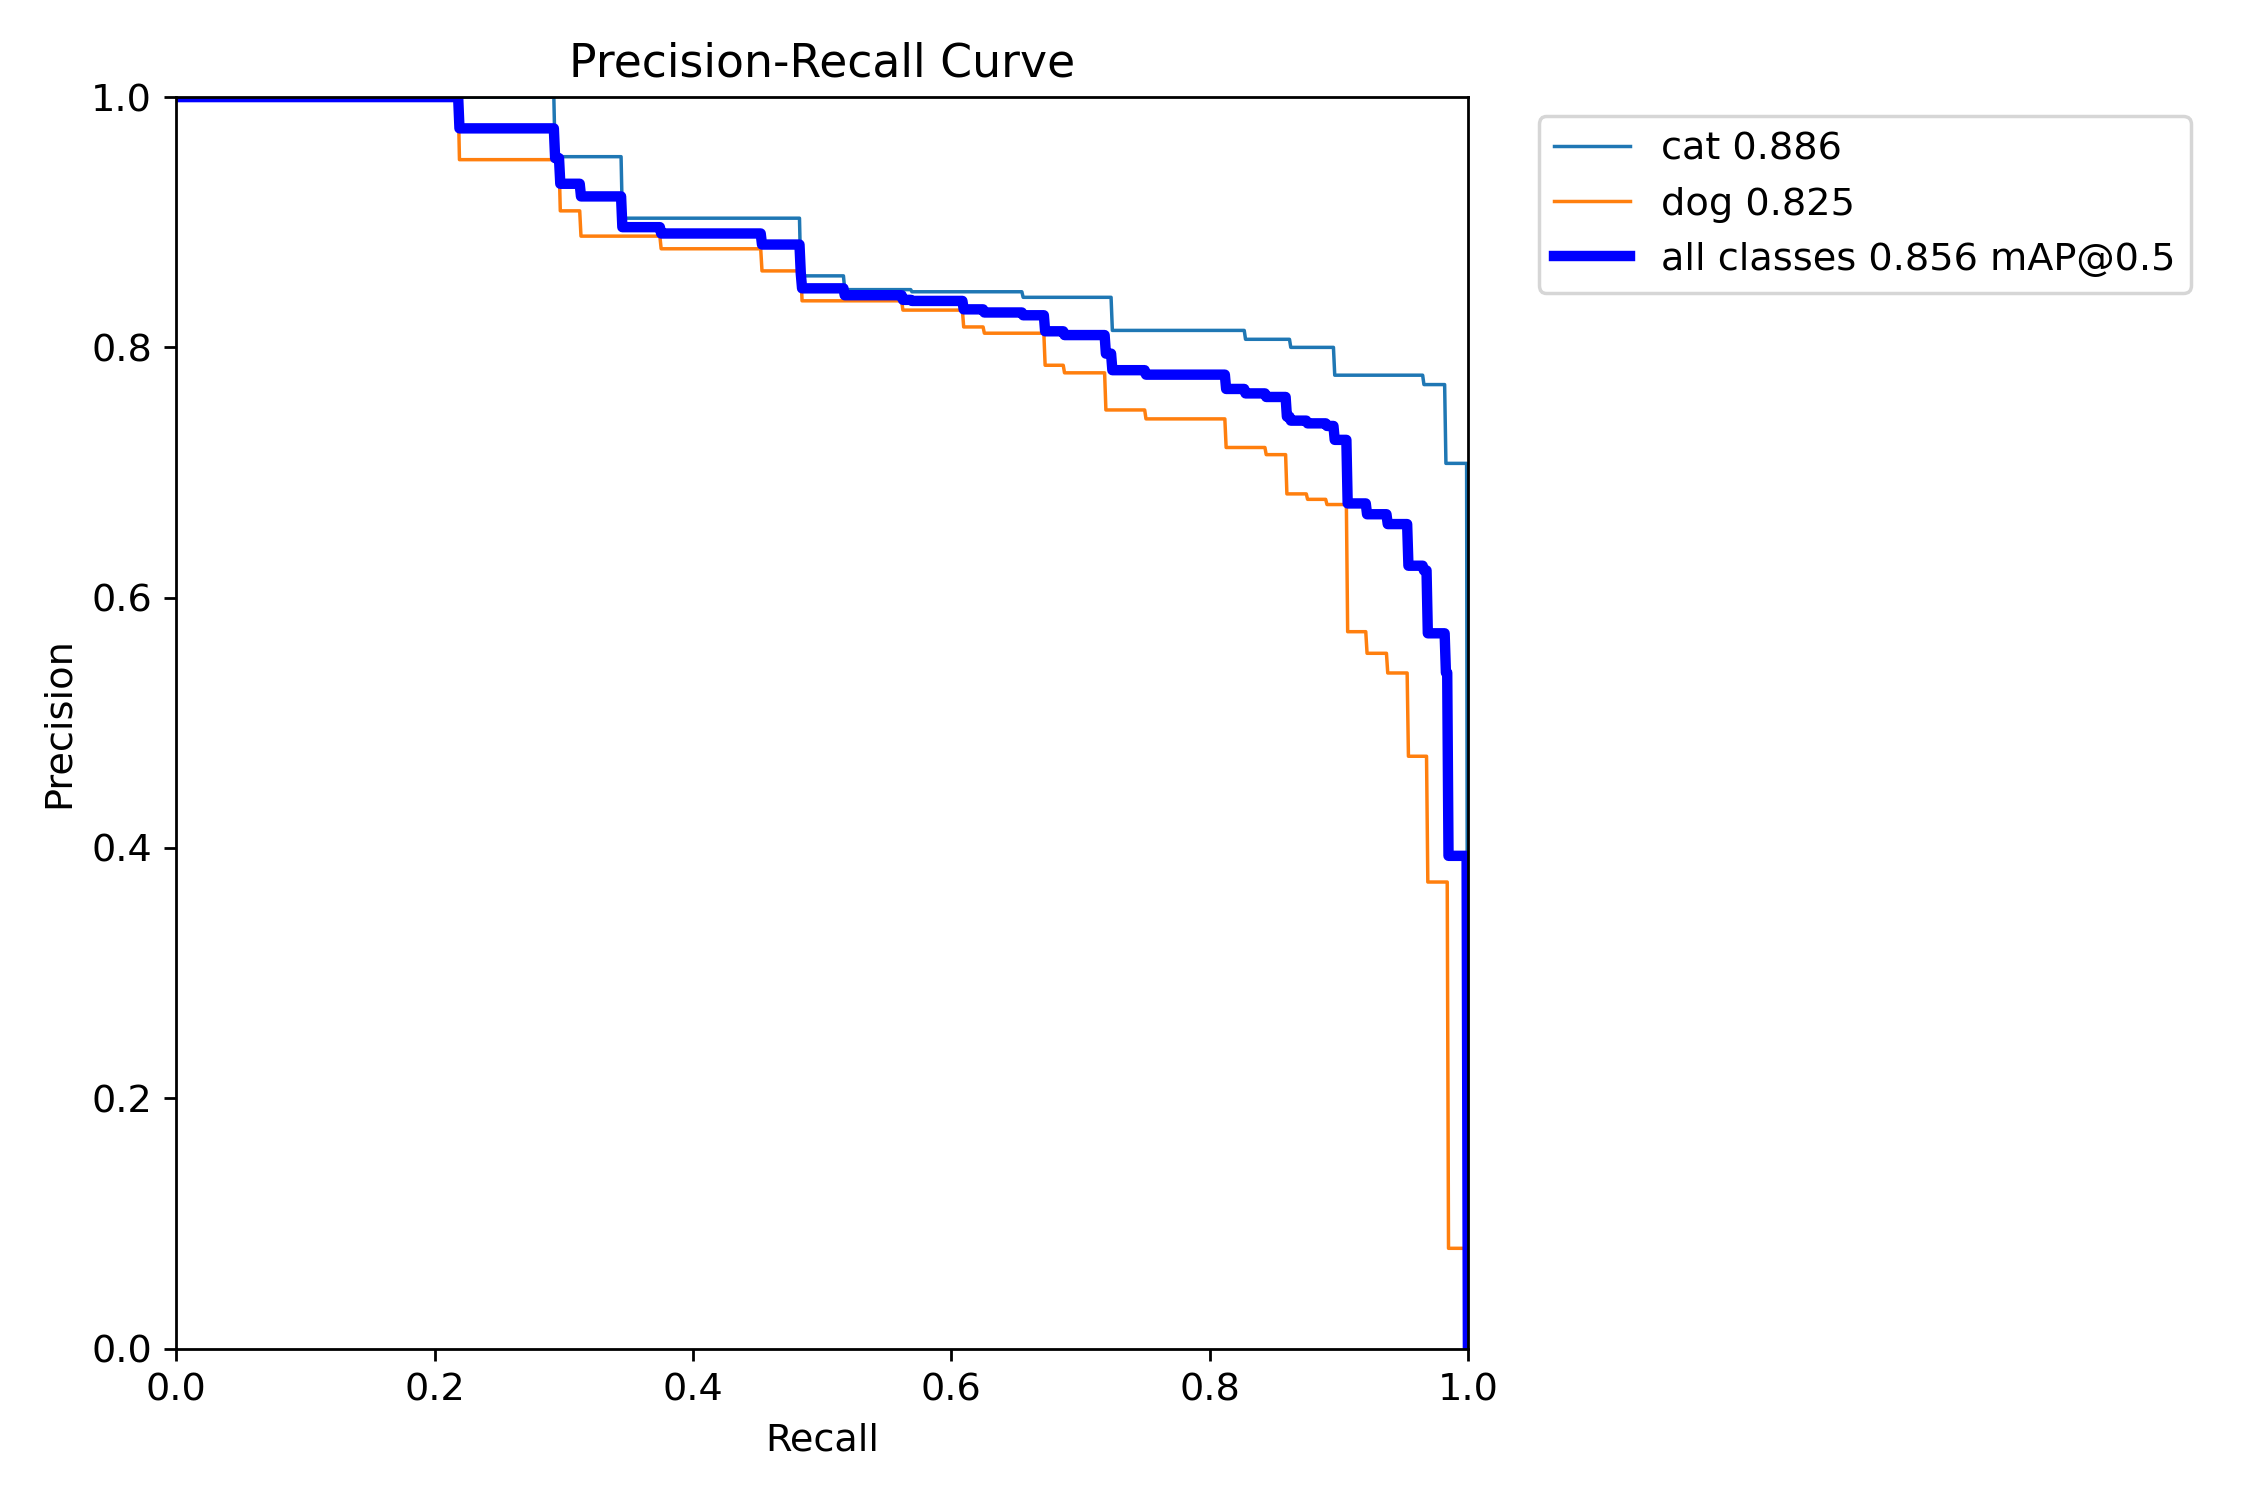 Precision-Recall Curve
1.0
0.8
0.6
0.4
0.2
0.0
Precision
0.0 0.2 0.4 0.6 0.8 1.0
Recall
cat 0.886
dog 0.825
all classes 0.856 mAP@0.5